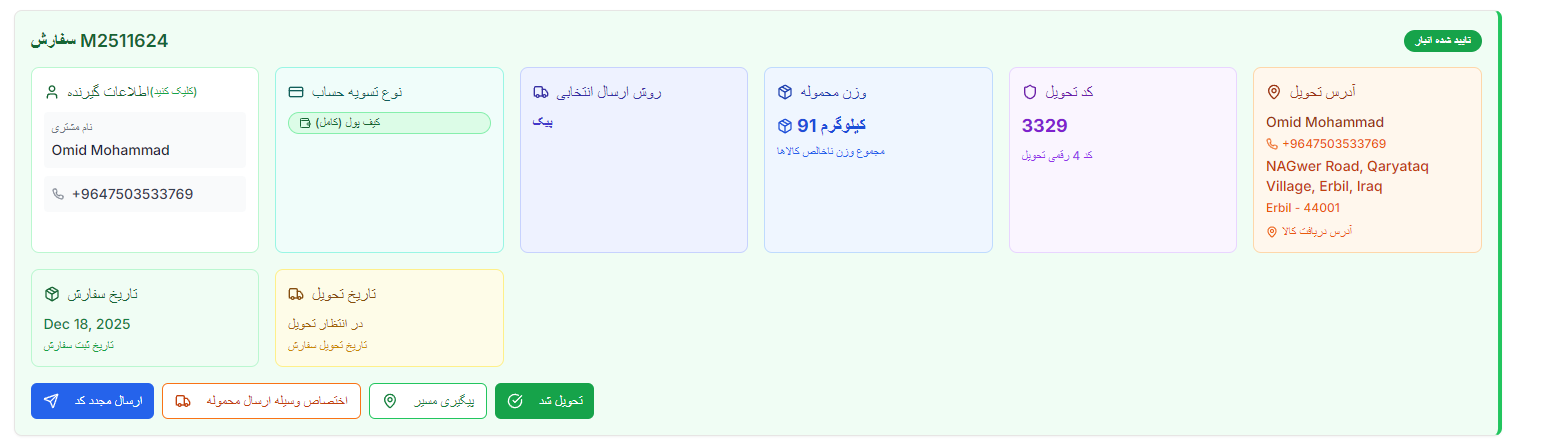 سفارش M2511624
تایید شده انبار
اطلاعات گیرنده(کلیک کنید)
نام مشتری
Omid Mohammad
+9647503533769
نوع تسویه حساب
کیف پول (کامل)
روش ارسال انتخابی
پیک
وزن محموله
91 کیلوگرم
مجموع وزن ناخالص کالاها
کد تحویل
3329
کد 4 رقمی تحویل
آدرس تحویل
Omid Mohammad
+9647503533769
NAGwer Road, Qaryataq
Village, Erbil, Iraq
Erbil - 44001
آدرس دریافت کالا
تاریخ سفارش
Dec 18, 2025
تاریخ ثبت سفارش
تاریخ تحویل
در انتظار تحویل
تاریخ تحویل سفارش
ارسال مجدد کد
اختصاص وسیله ارسال محموله
پیگیری مسیر
تحویل شد